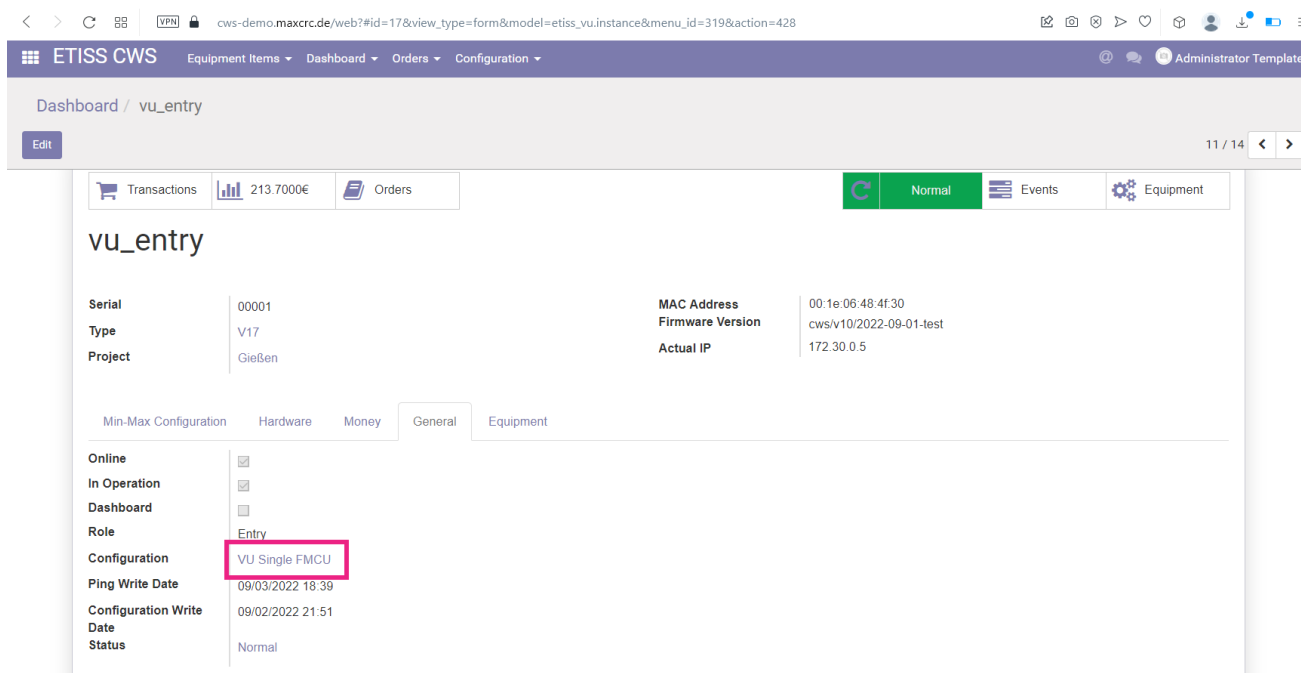 VPN cws-demo.maxcrc.de/web?#id=17&view_type=form&model=etiss_vu.instance&menu_id=319&action=428
ETISS CWS Equipment Items Dashboard Orders Configuration @ Administrator Template
Dashboard / vu_entry
Edit 11 / 14
Transactions 213.7000€ Orders Normal Events Equipment
vu_entry
Serial 00001 MAC Address 00:1e:06:48:4f:30
Type V17 Firmware Version cws/v10/2022-09-01-test
Project Gießen Actual IP 172.30.0.5
Min-Max Configuration Hardware Money General Equipment
Online
In Operation
Dashboard
Role Entry
Configuration VU Single FMCU
Ping Write Date 09/03/2022 18:39
Configuration Write 09/02/2022 21:51
Date
Status Normal